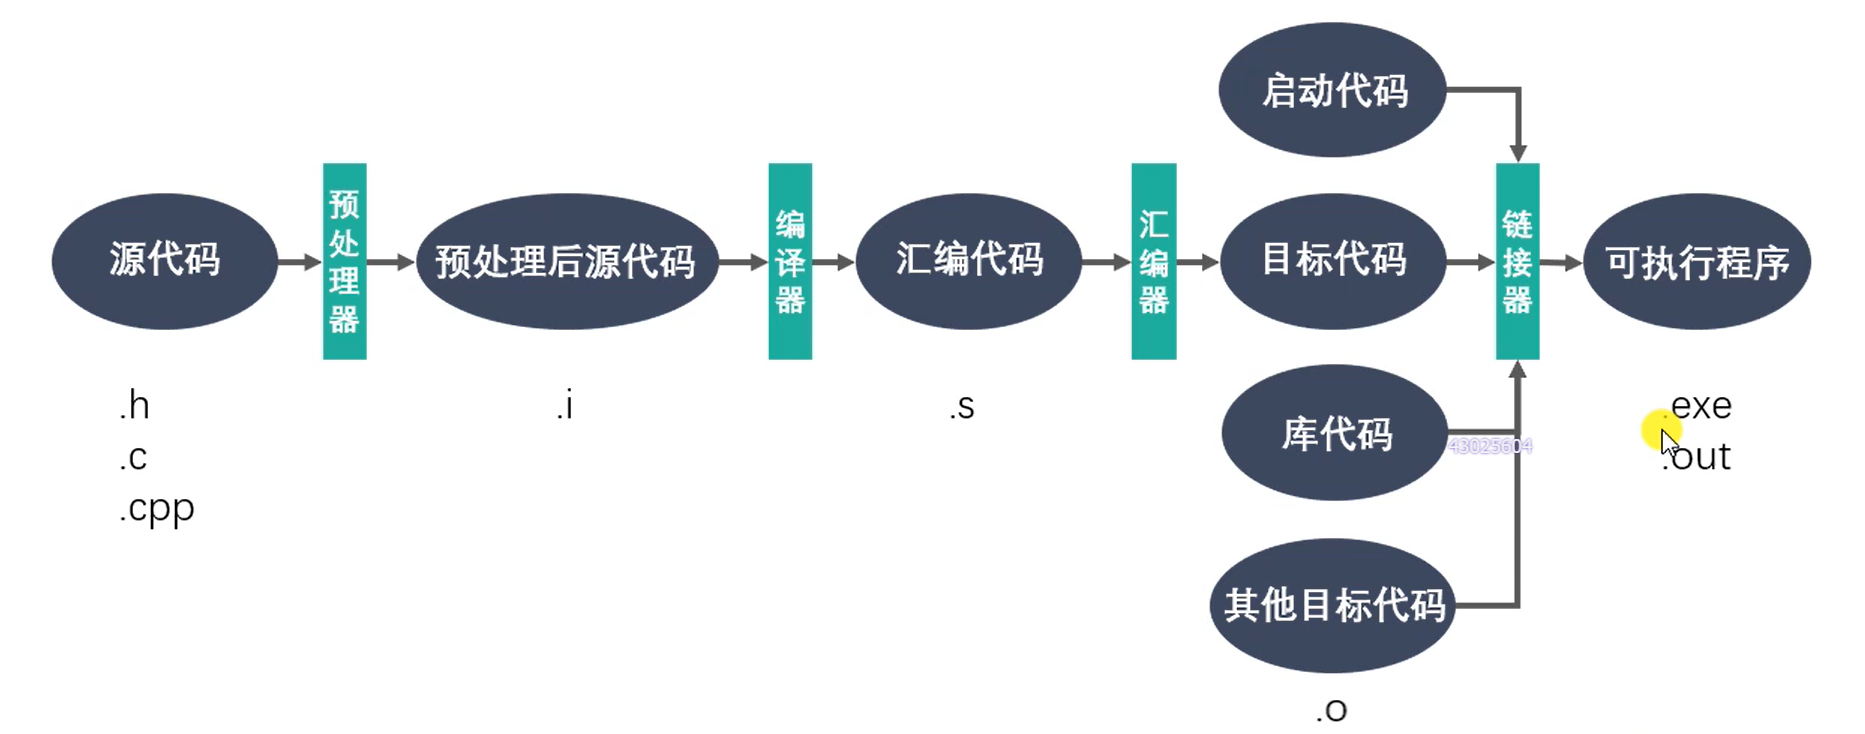 启动代码
源代码
预处理器
预处理后源代码
编译器
汇编代码
汇编器
目标代码
链接器
可执行程序
.h
.c
.cpp
.i
.s
库代码
43025604
.exe
.out
其他目标代码
.o